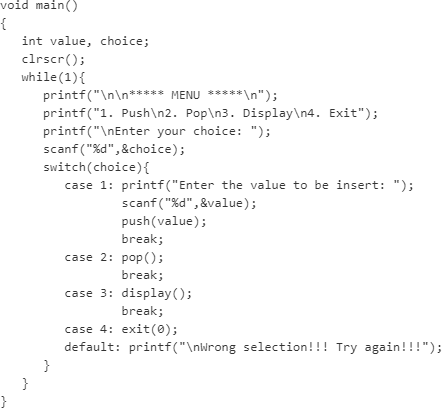 void main()
{
   int value, choice;
   clrscr();
   while(1){
      printf("\n\n***** MENU *****\n");
      printf("1. Push\n2. Pop\n3. Display\n4. Exit");
      printf("\nEnter your choice: ");
      scanf("%d",&choice);
      switch(choice){
         case 1: printf("Enter the value to be insert: ");
                 scanf("%d",&value);
                 push(value);
                 break;
         case 2: pop();
                 break;
         case 3: display();
                 break;
         case 4: exit(0);
         default: printf("\nWrong selection!!! Try again!!!");
      }
   }
}